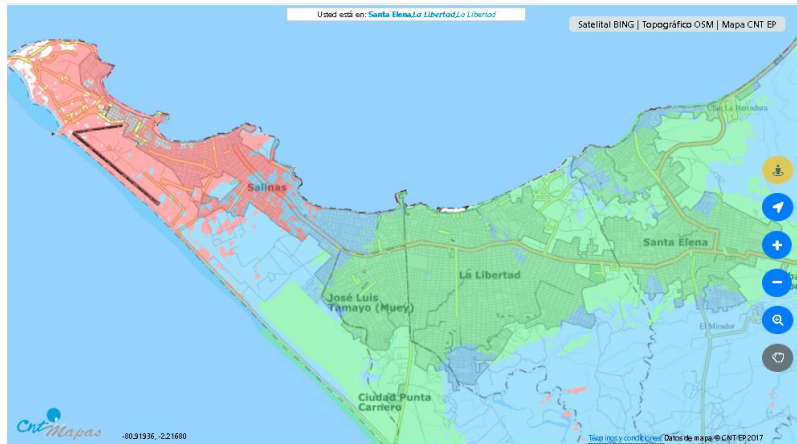 Usted está en: Santa Elena,La Libertad,La Libertad
Satelital BING | Topográfico OSM | Mapa CNT EP
Salinas
Santa Elena
La Libertad
José Luis
Tamayo (Muey)
El Mirador
Ciudad Punta
Carnero
Cnt Mapas
-80.91936, -2.21680
Términos y condiciones Datos de mapa ® CNT EP 2017